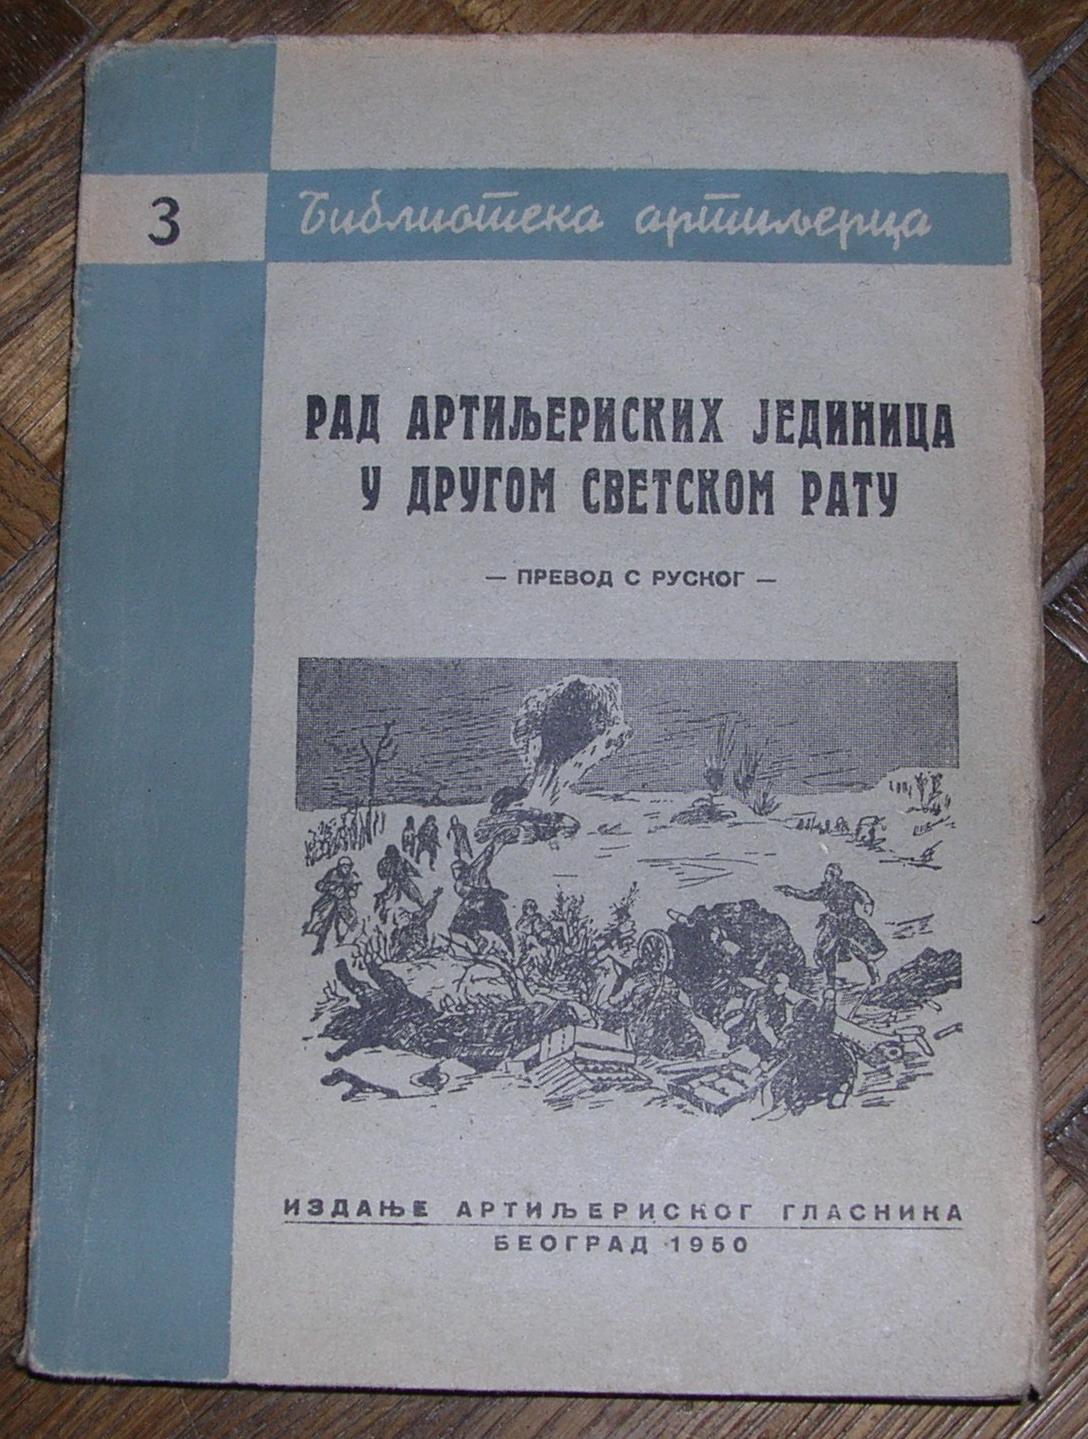 3 Библиотека артиљерца
РАД АРТИЉЕРИСКИХ ЈЕДИНИЦА
У ДРУГОМ СВЕТСКОМ РАТУ
— ПРЕВОД С РУСКОГ —
ИЗДАЊЕ АРТИЉЕРИСКОГ ГЛАСНИКА
БЕОГРАД 1950